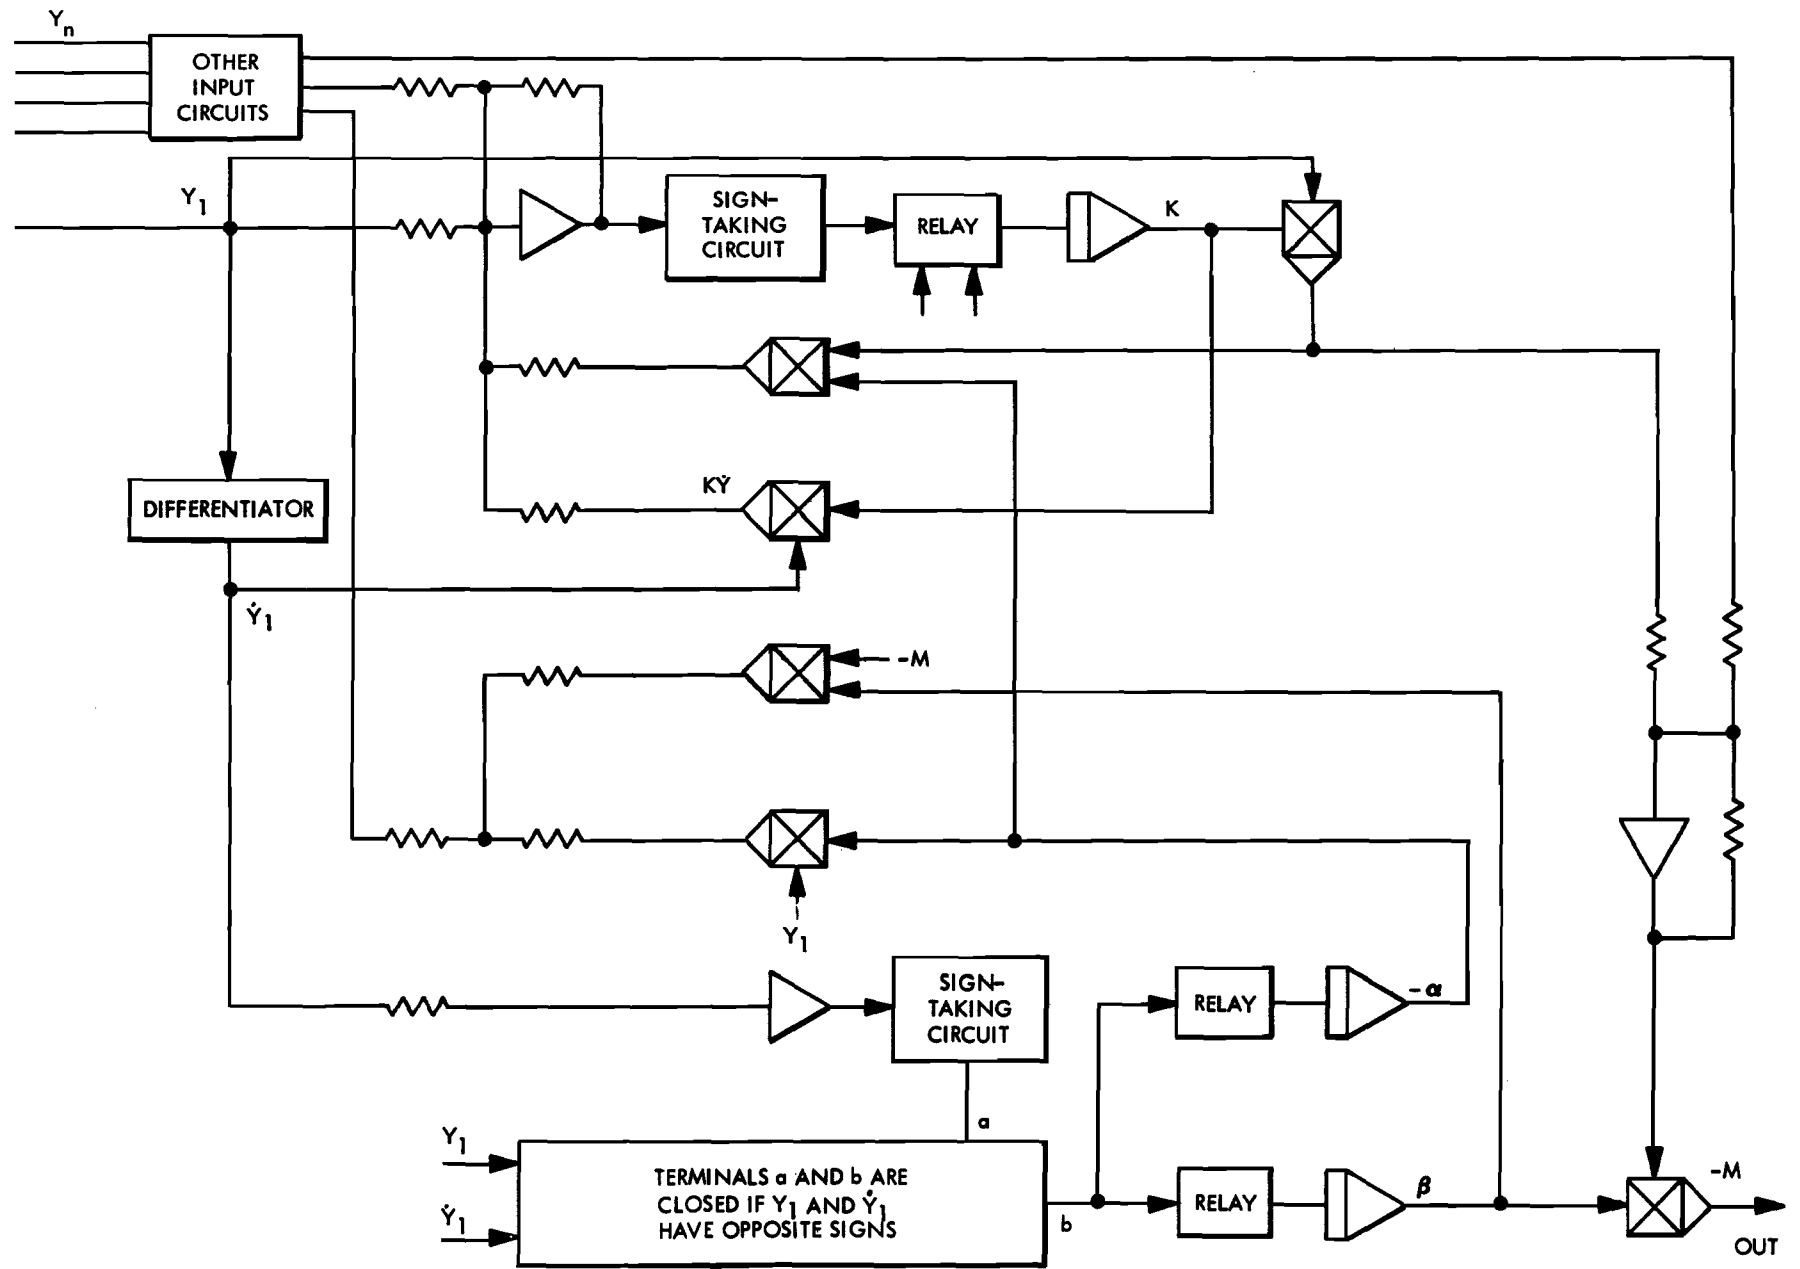 Yn
OTHER
INPUT
CIRCUITS
Y1
SIGN-
TAKING
CIRCUIT
RELAY
K
KẎ
DIFFERENTIATOR
Ẏ1
-M
Y1
SIGN-
TAKING
CIRCUIT
RELAY
-α
a
Y1
Ẏ1
TERMINALS a AND b ARE
CLOSED IF Y1 AND Ẏ1
HAVE OPPOSITE SIGNS
b
RELAY
β
-M
OUT